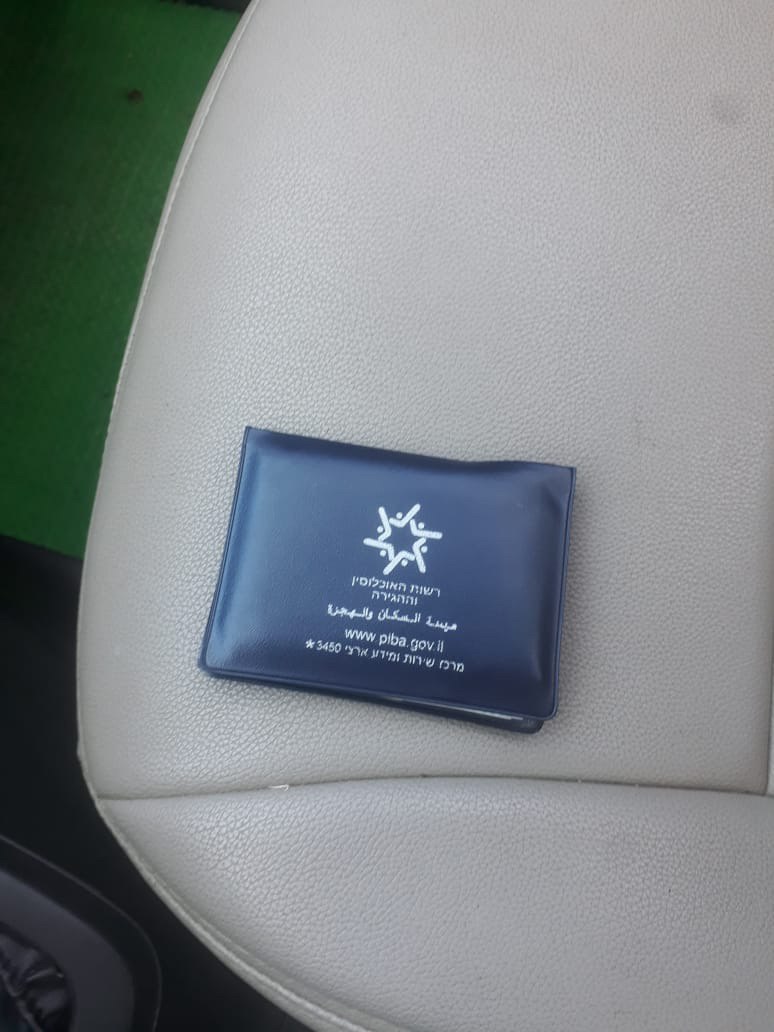 רשות האוכלוסין
וההגירה
سلطة السكان والهجرة
www.piba.gov.il
מרכז שירות ומידע ארצי 3450*